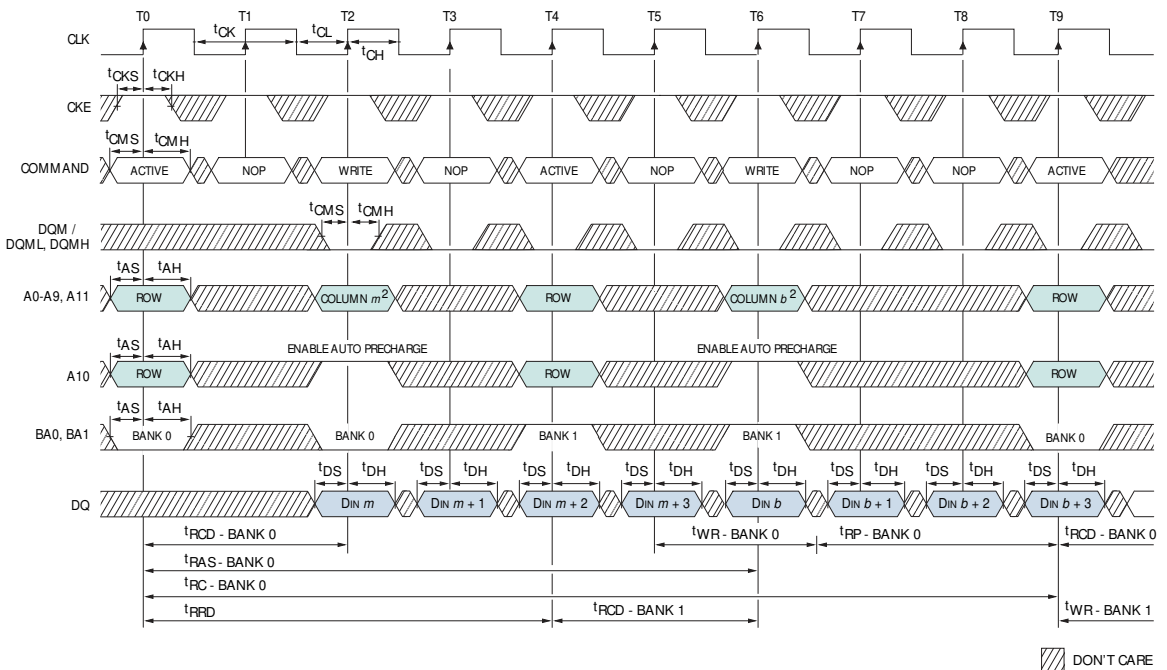 T0 T1 T2 T3 T4 T5 T6 T7 T8 T9
CLK
tCK tCL
tCH
tCKS tCKH
CKE
tCMS tCMH
COMMAND ACTIVE NOP WRITE NOP ACTIVE NOP WRITE NOP NOP ACTIVE
tCMS tCMH
DQM /
DQML, DQMH
tAS tAH
A0-A9, A11 ROW COLUMN m2 ROW COLUMN b2 ROW
tAS tAH
ENABLE AUTO PRECHARGE ENABLE AUTO PRECHARGE
A10 ROW ROW ROW
tAS tAH
BA0, BA1 BANK 0 BANK 0 BANK 1 BANK 1 BANK 0
tDS tDH tDS tDH tDS tDH tDS tDH tDS tDH tDS tDH tDS tDH tDS tDH
DQ DIN m DIN m + 1 DIN m + 2 DIN m + 3 DIN b DIN b + 1 DIN b + 2 DIN b + 3
tRCD - BANK 0 tWR - BANK 0 tRP - BANK 0 tRCD - BANK 0
tRAS - BANK 0
tRC - BANK 0
tRRD tRCD - BANK 1 tWR - BANK 1
DON'T CARE